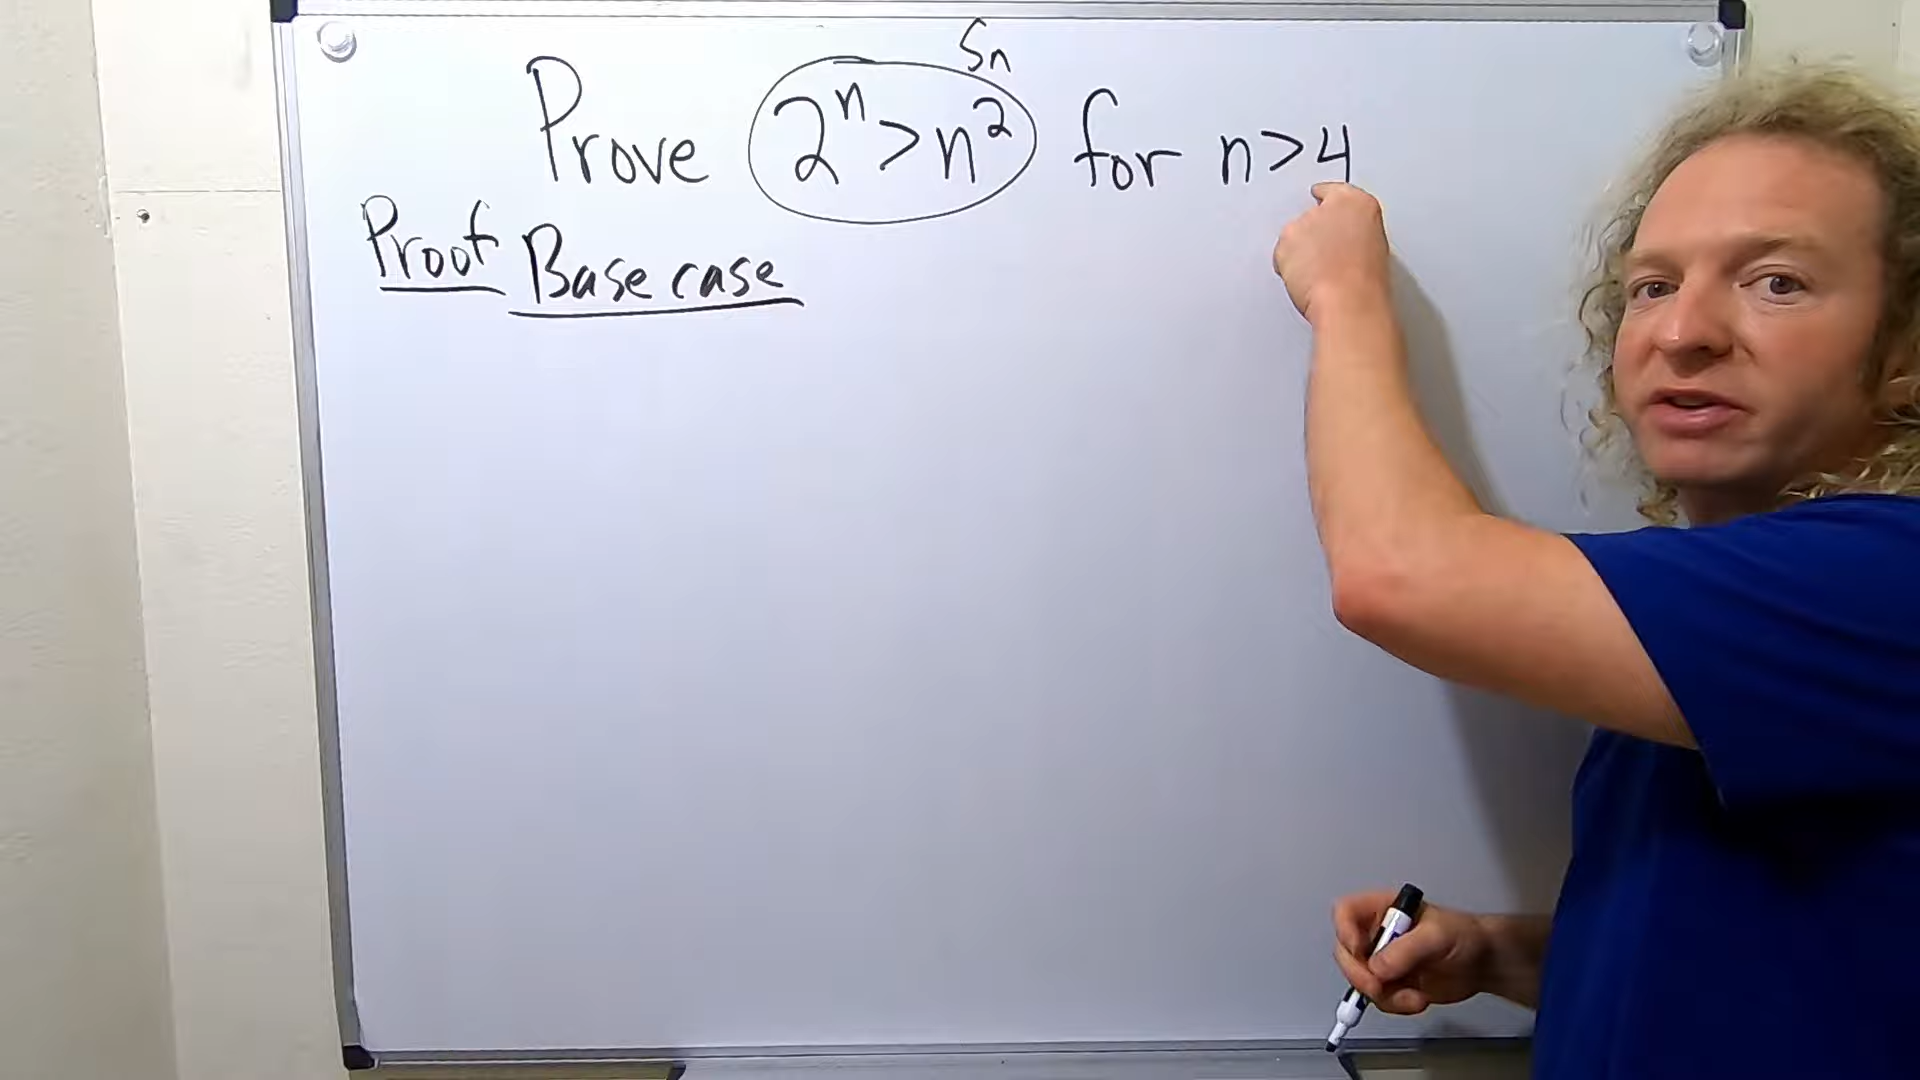 Sn
Prove 2ⁿ>n² for n>4
Proof Base case